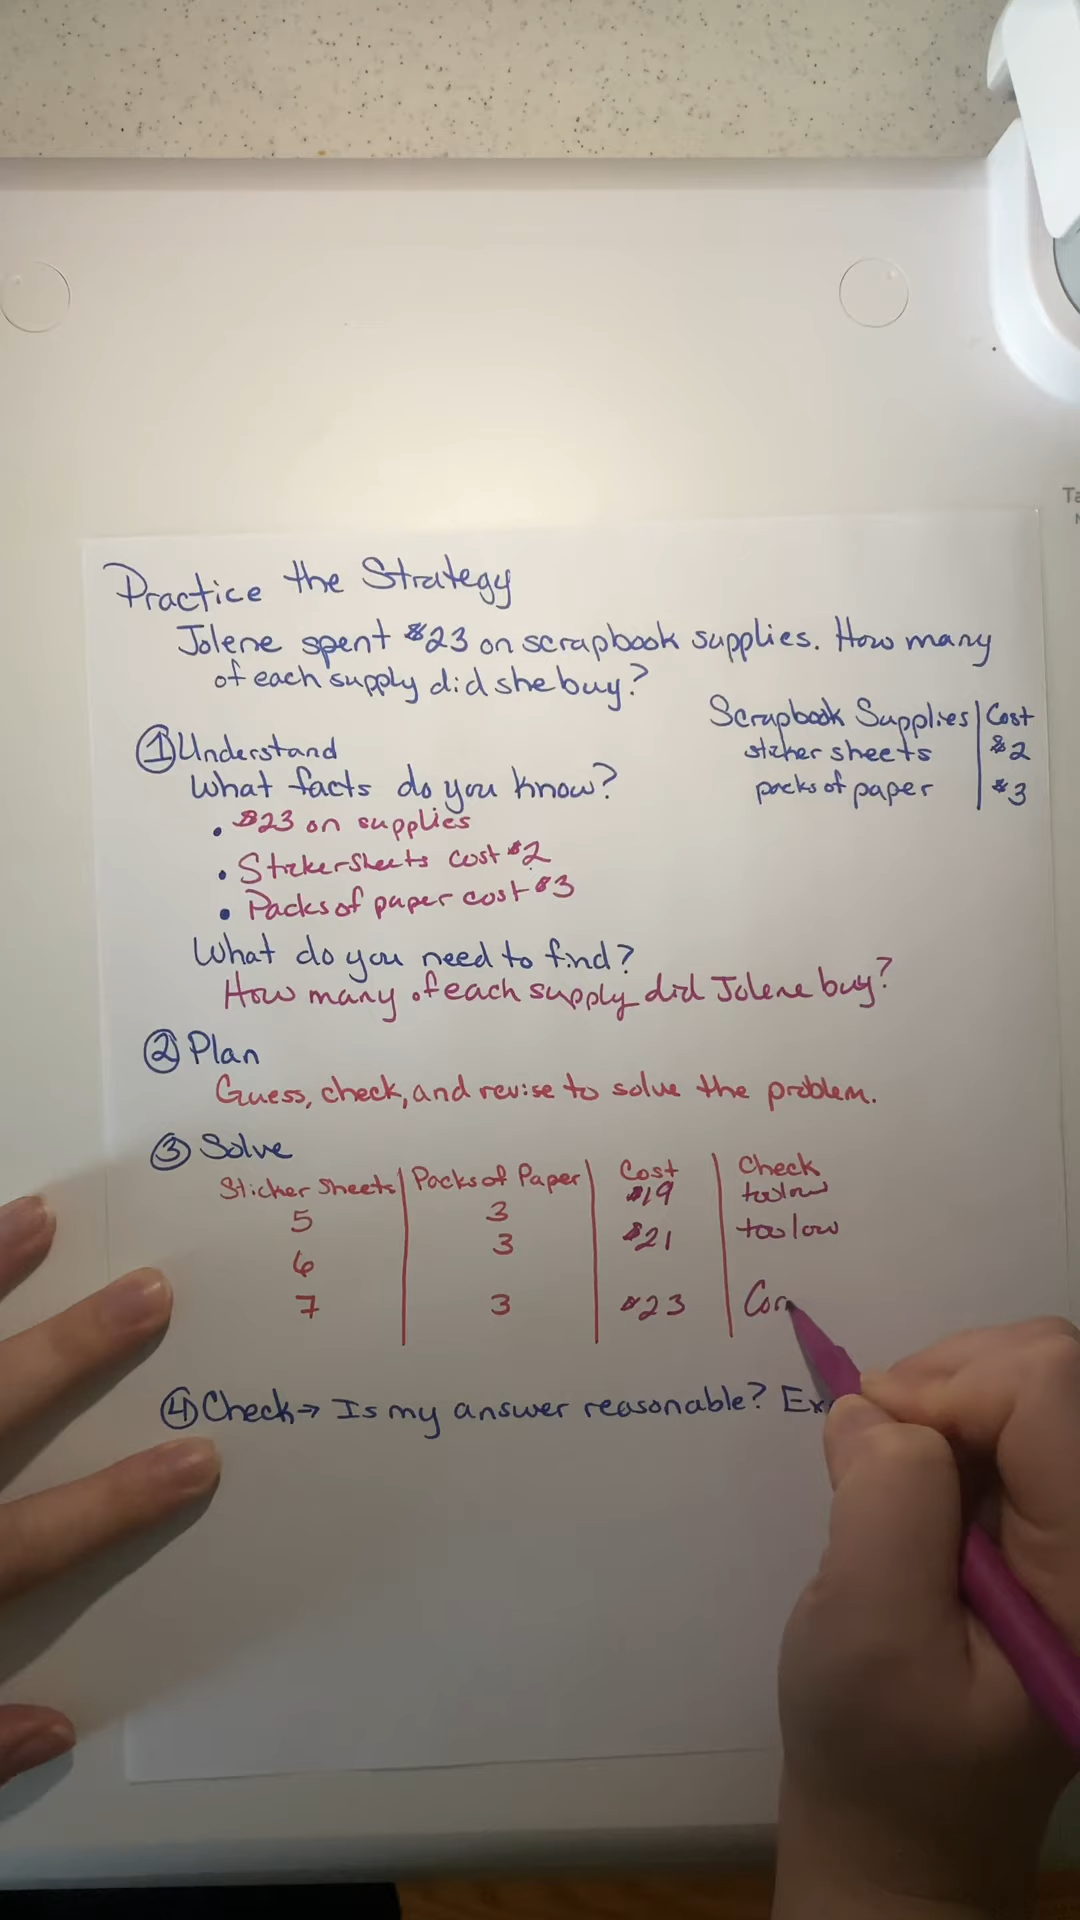 Practice the Strategy
Jolene spent $23 on scrapbook supplies. How many
of each supply did she buy?
Scrapbook Supplies | Cost
sticker sheets $2
packs of paper $3
① Understand
What facts do you know?
• $23 on supplies
• Sticker sheets cost $2
• Packs of paper cost $3
What do you need to find?
How many of each supply did Jolene buy?
② Plan
Guess, check, and revise to solve the problem.
③ Solve
Sticker Sheets | Packs of Paper | Cost | Check
5 3 $19 too low
6 3 $21 too low
7 3 $23 Cor
④ Check → Is my answer reasonable?